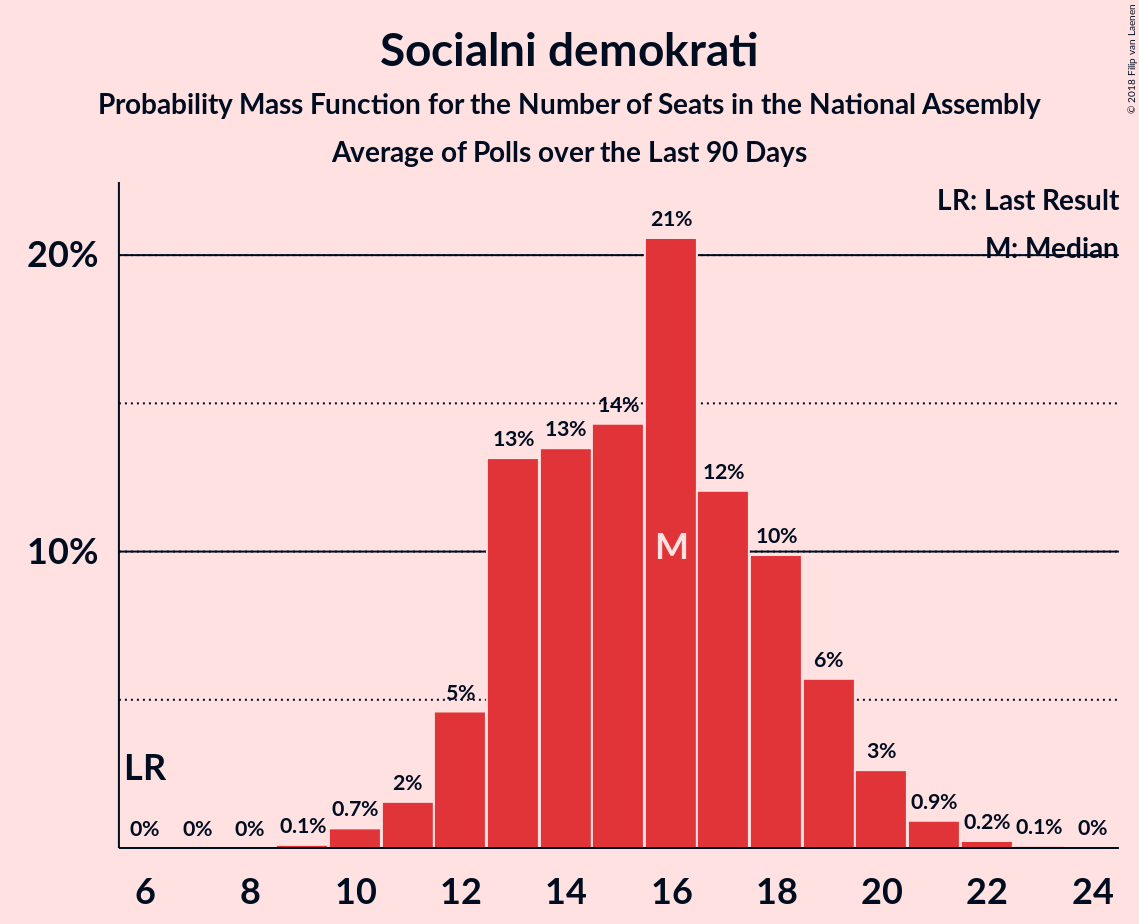 Socialni demokrati
Probability Mass Function for the Number of Seats in the National Assembly
Average of Polls over the Last 90 Days
© 2018 Filip van Laenen
LR: Last Result
M: Median
20%
10%
21%
14%
13%
13%
12%
10%
M
6%
5%
3%
2%
LR
0%
0%
0%
0.1%
0.7%
0.9%
0.2%
0.1%
0%
6 8 10 12 14 16 18 20 22 24